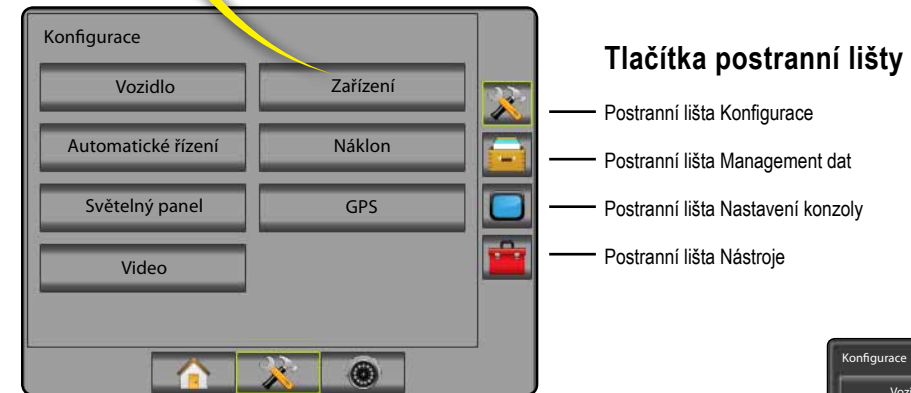 Konfigurace
Vozidlo
Zařízení
Automatické řízení
Náklon
Světelný panel
GPS
Video
Tlačítka postranní lišty
Postranní lišta Konfigurace
Postranní lišta Management dat
Postranní lišta Nastavení konzoly
Postranní lišta Nástroje
Konfigurace